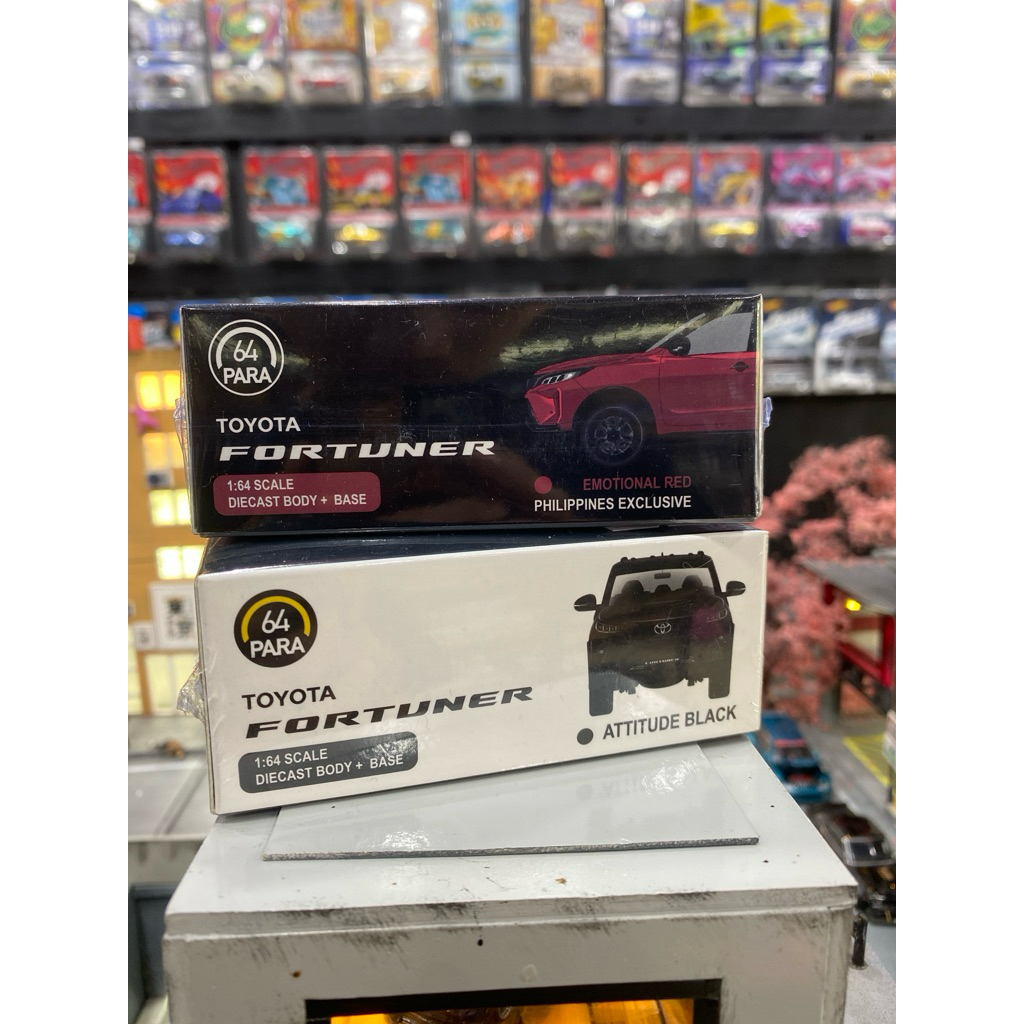 64
PARA
TOYOTA
FORTUNER
1:64 SCALE
DIECAST BODY + BASE
EMOTIONAL RED
PHILIPPINES EXCLUSIVE
64
PARA
TOYOTA
FORTUNER
1:64 SCALE
DIECAST BODY + BASE
ATTITUDE BLACK